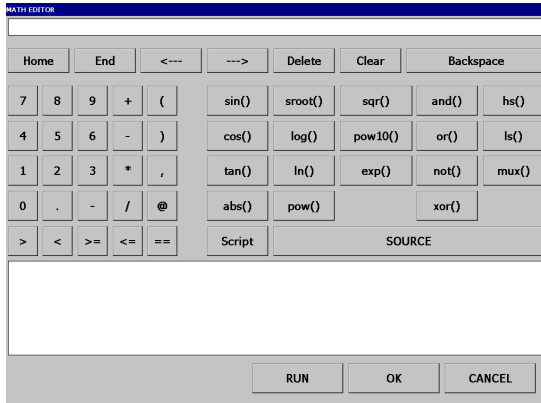 MATH EDITOR
Home End <--- ---> Delete Clear Backspace
7 8 9 + ( sin() sroot() sqr() and() hs()
4 5 6 - ) cos() log() pow10() or() ls()
1 2 3 * , tan() ln() exp() not() mux()
0 . - / @ abs() pow() xor()
> < >= <= == Script SOURCE
RUN OK CANCEL